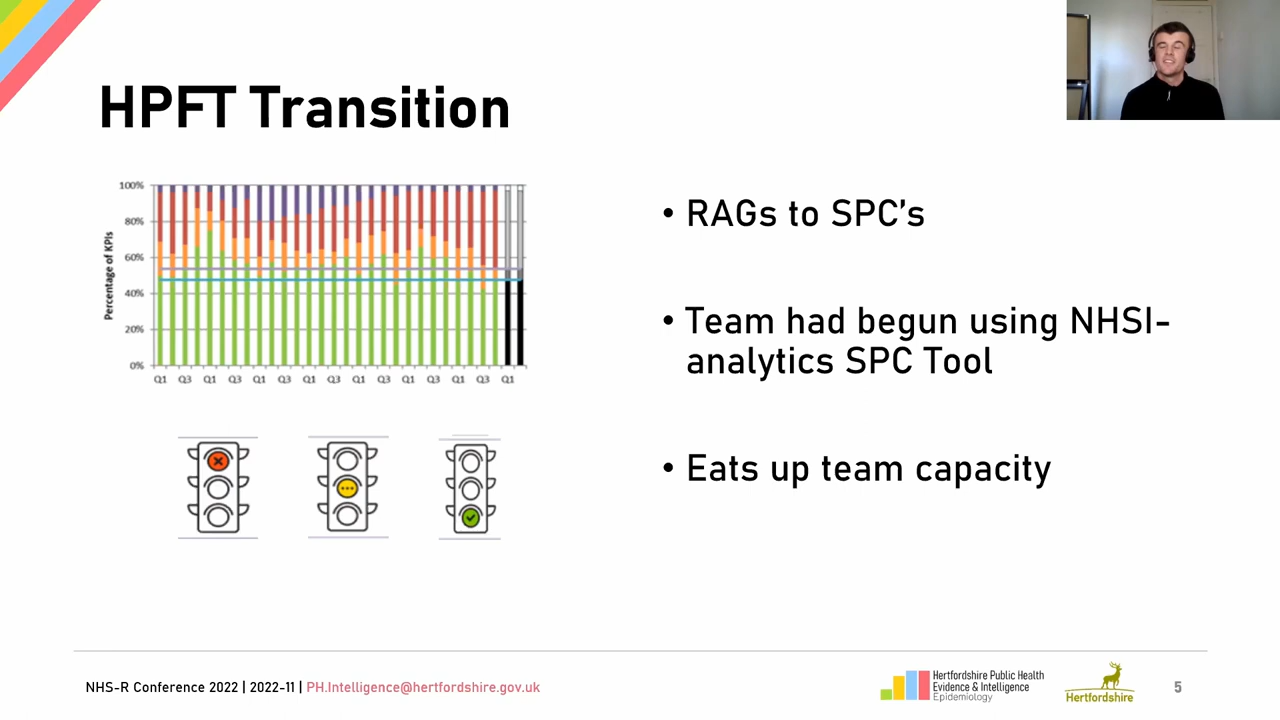 HPFT Transition
100%
80%
60%
40%
20%
0%
Percentage of KPIs
Q1 Q3 Q1 Q3 Q1 Q3 Q1 Q3 Q1 Q3 Q1 Q3 Q1 Q3 Q1
• RAGs to SPC's
• Team had begun using NHSI-
analytics SPC Tool
• Eats up team capacity
NHS-R Conference 2022 | 2022-11 | PH.Intelligence@hertfordshire.gov.uk
Hertfordshire Public Health
Evidence & Intelligence
Epidemiology
Hertfordshire
5